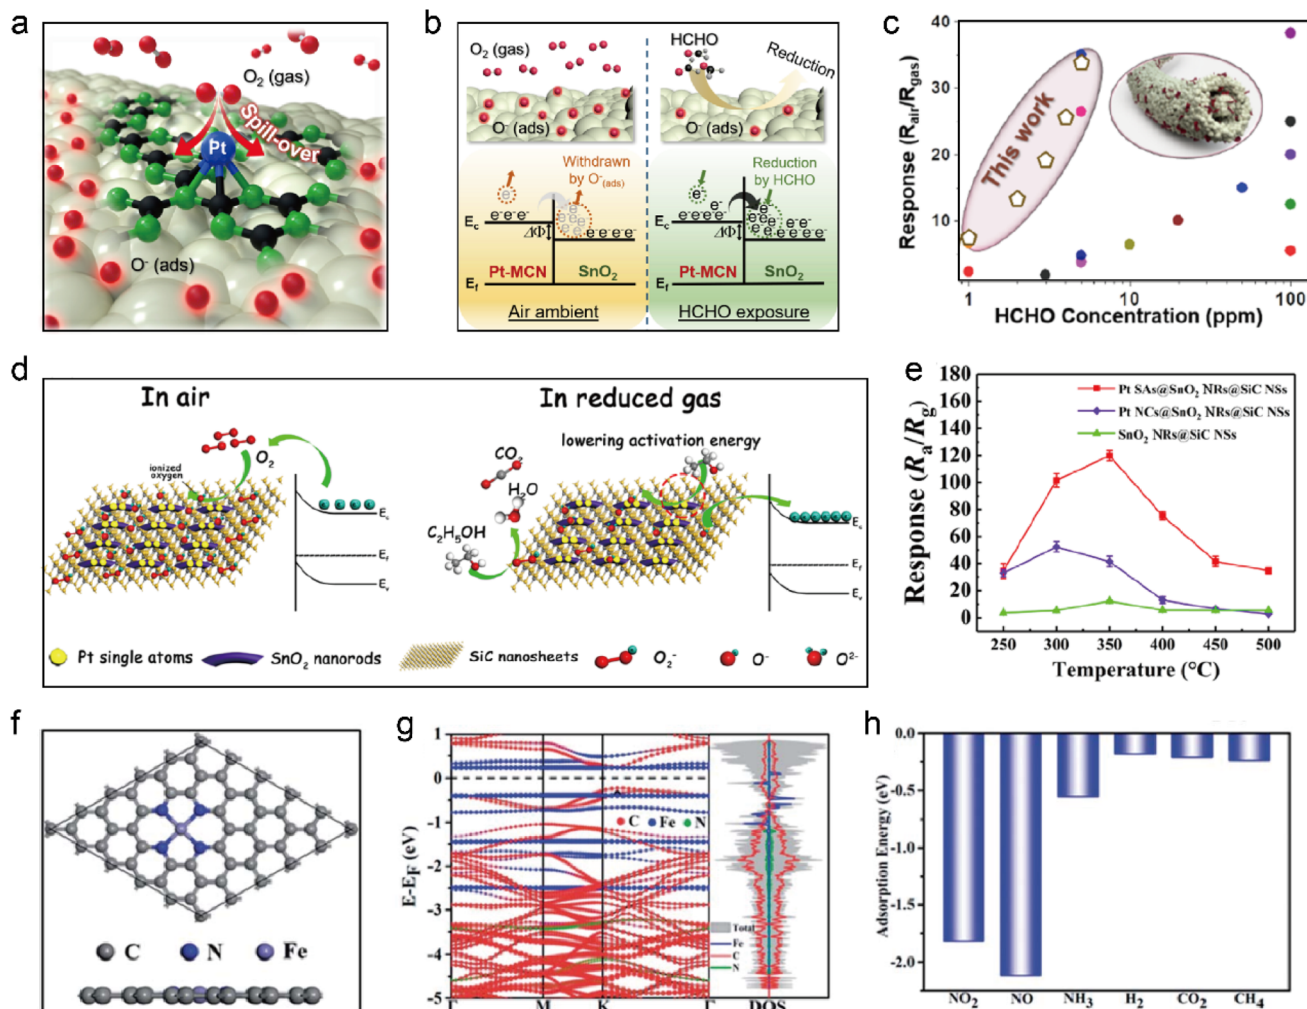 a
O₂ (gas)
Spill-over
Pt
O⁻ (ads)
b
O₂ (gas)
O⁻ (ads)
HCHO
Reduction
O⁻ (ads)
Withdrawn
by O⁻(ads)
e⁻
e⁻e⁻e⁻
Ec
ΔΦ
e⁻e⁻e⁻e⁻
Pt-MCN
SnO₂
Ef
Air ambient
Reduction
by HCHO
e⁻
e⁻e⁻e⁻
Ec
ΔΦ
e⁻e⁻e⁻e⁻
Pt-MCN
SnO₂
Ef
HCHO exposure
c
Response (Rair/Rgas)
40
30
20
10
This work
1
10
100
HCHO Concentration (ppm)
d
In air
In reduced gas
O₂
ionized
oxygen
Ec
Ef
Ev
lowering activation energy
CO₂
H₂O
C₂H₅OH
Ec
Ef
Ev
Pt single atoms
SnO₂ nanorods
SiC nanosheets
O₂⁻
O⁻
O²⁻
e
Response (Ra/Rg)
180
160
140
120
100
80
60
40
20
0
Pt SAs@SnO₂ NRs@SiC NSs
Pt NCs@SnO₂ NRs@SiC NSs
SnO₂ NRs@SiC NSs
250 300 350 400 450 500
Temperature (°C)
f
C N Fe
g
E-EF (eV)
1
0
-1
-2
-3
-4
-5
C Fe N
Total
Fe
C
N
Γ M K Γ DOS
h
Adsorption Energy (eV)
0.0
-0.5
-1.0
-1.5
-2.0
NO₂ NO NH₃ H₂ CO₂ CH₄